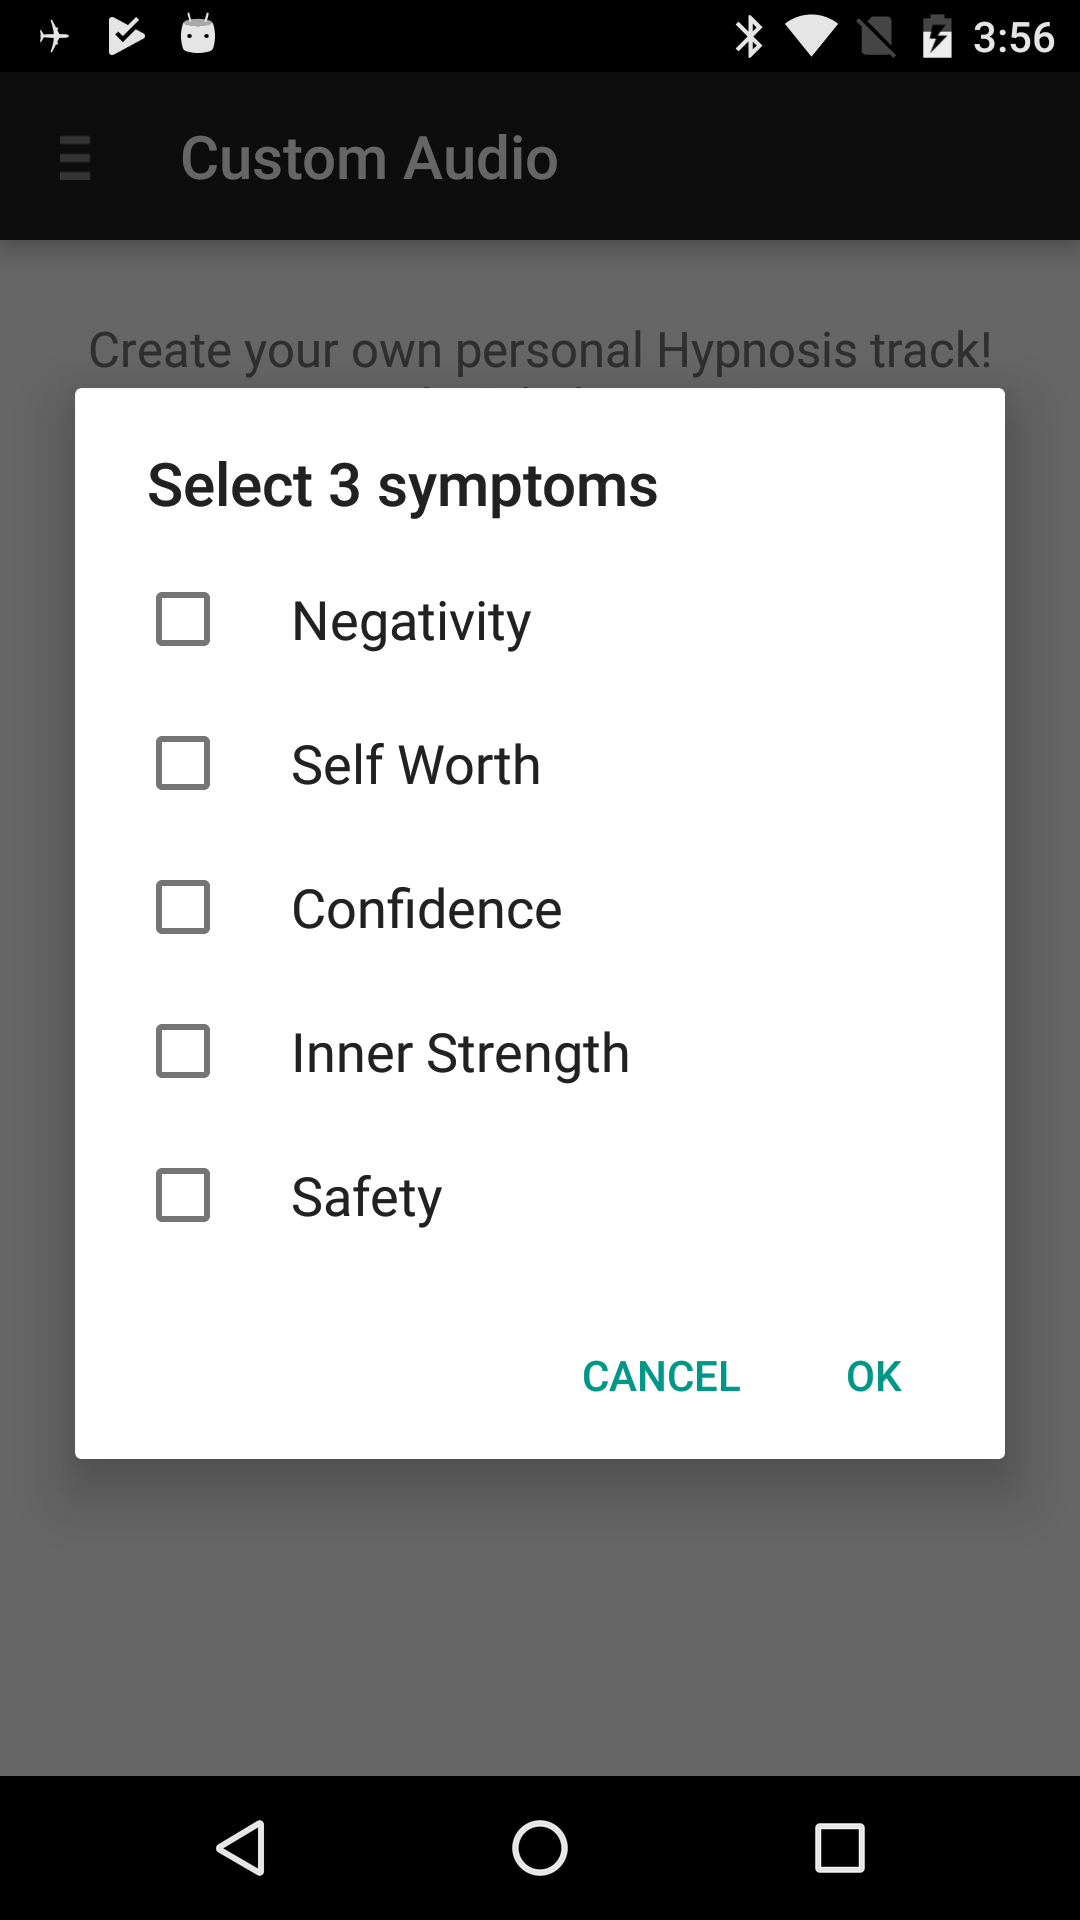 3:56
Custom Audio
Create your own personal Hypnosis track!
Select 3 symptoms
Negativity
Self Worth
Confidence
Inner Strength
Safety
CANCEL OK